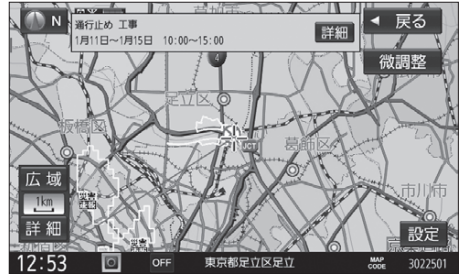 N
通行止め 工事
1月11日~1月15日 10:00~15:00
詳細
戻る
微調整
4
足立区
板橋区
JCT
葛飾区
市川市
広域
1km
詳細
設定
12:53
OFF
東京都足立区足立
MAP CODE
3022501